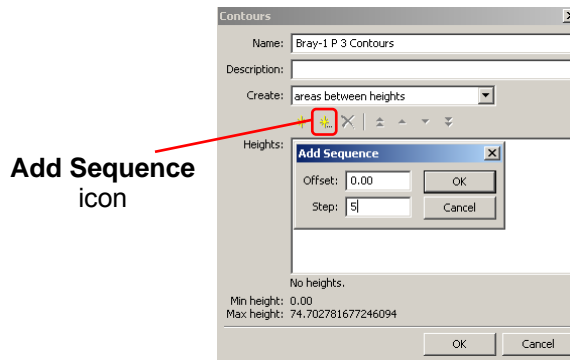 Contours
Name: Bray-1 P 3 Contours
Description:
Create: areas between heights
Heights:
Add Sequence
Offset: 0.00 OK
Step: 5 Cancel
Add Sequence
icon
No heights.
Min height: 0.00
Max height: 74.702781677246094
OK Cancel